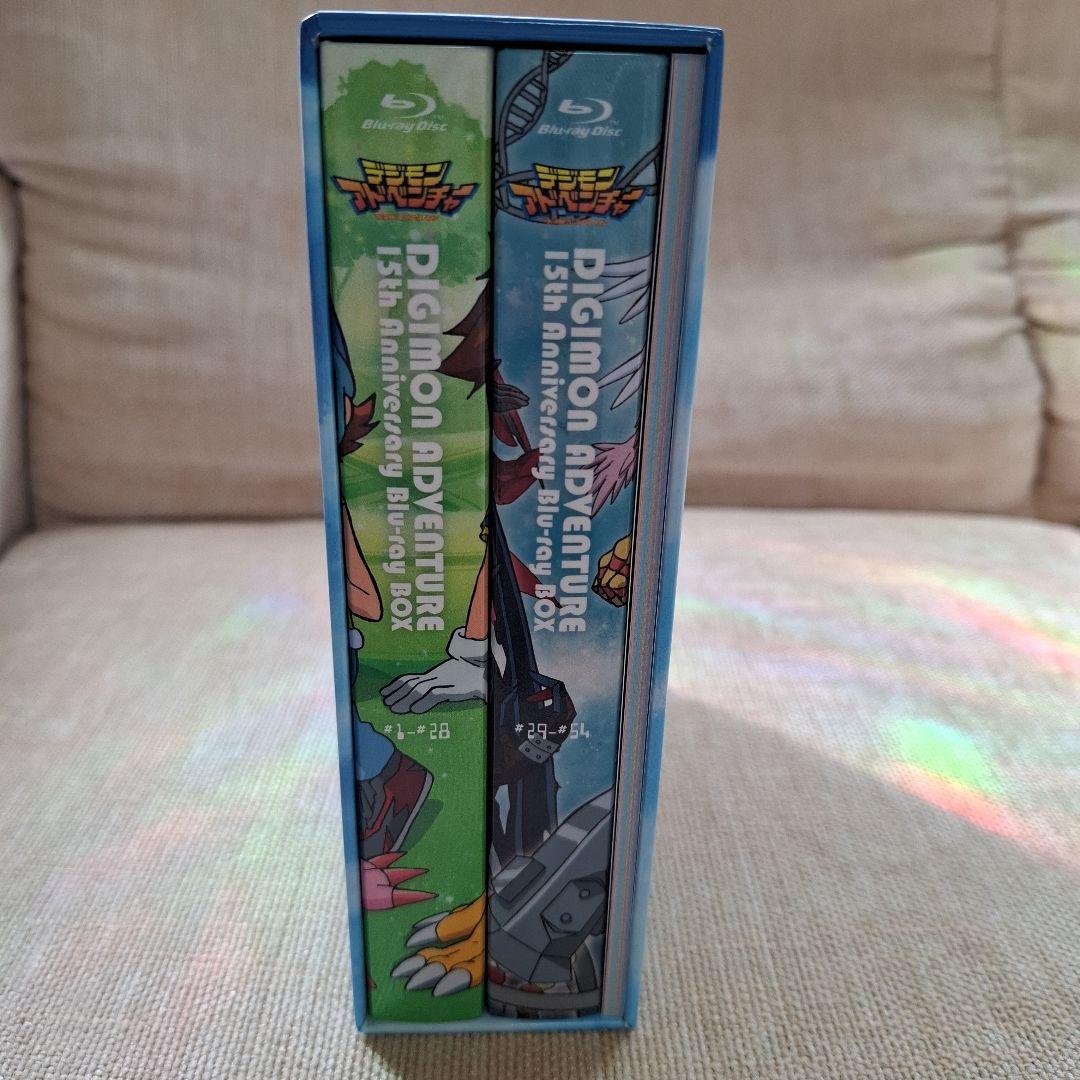 Blu-ray Disc
デジモン
アドベンチャー
DIGIMON ADVENTURE
15th Anniversary Blu-ray BOX
#1-#28
Blu-ray Disc
デジモン
アドベンチャー
DIGIMON ADVENTURE
15th Anniversary Blu-ray BOX
#29-#54